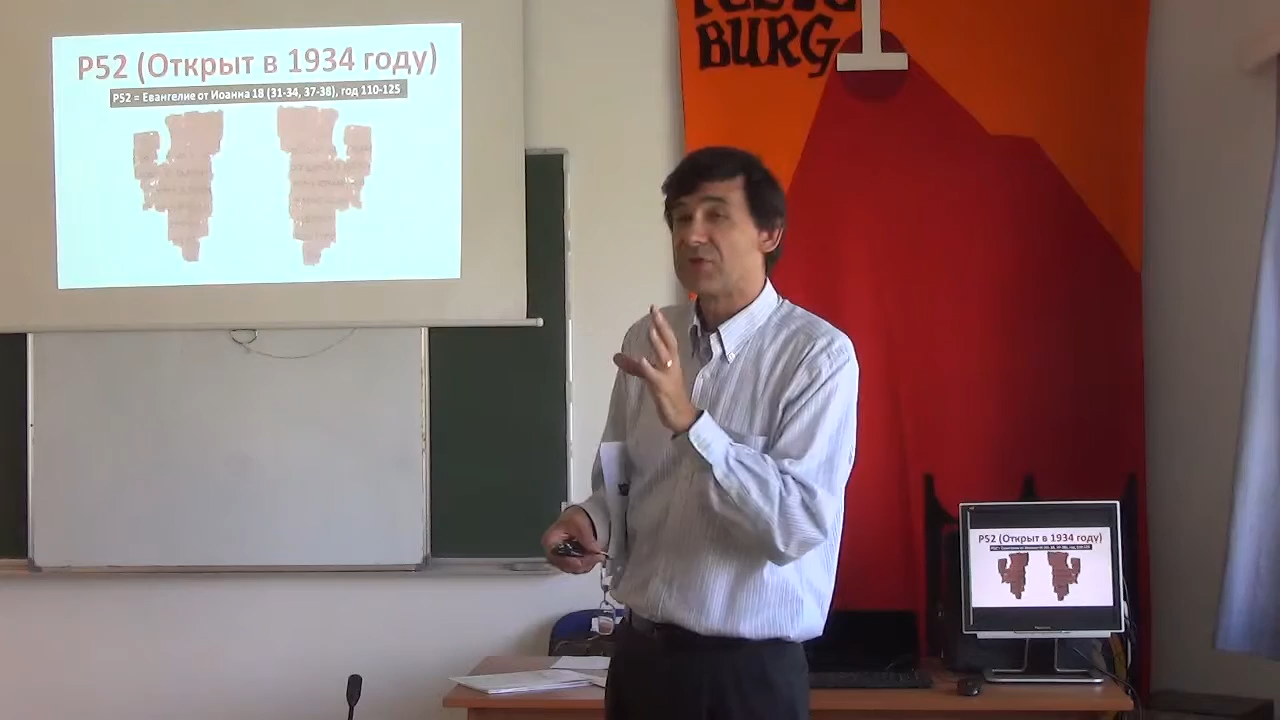 P52 (Открыт в 1934 году)
P52 = Евангелие от Иоанна 18 (31-34, 37-38), год 110-125
BURG
P52 (Открыт в 1934 году)